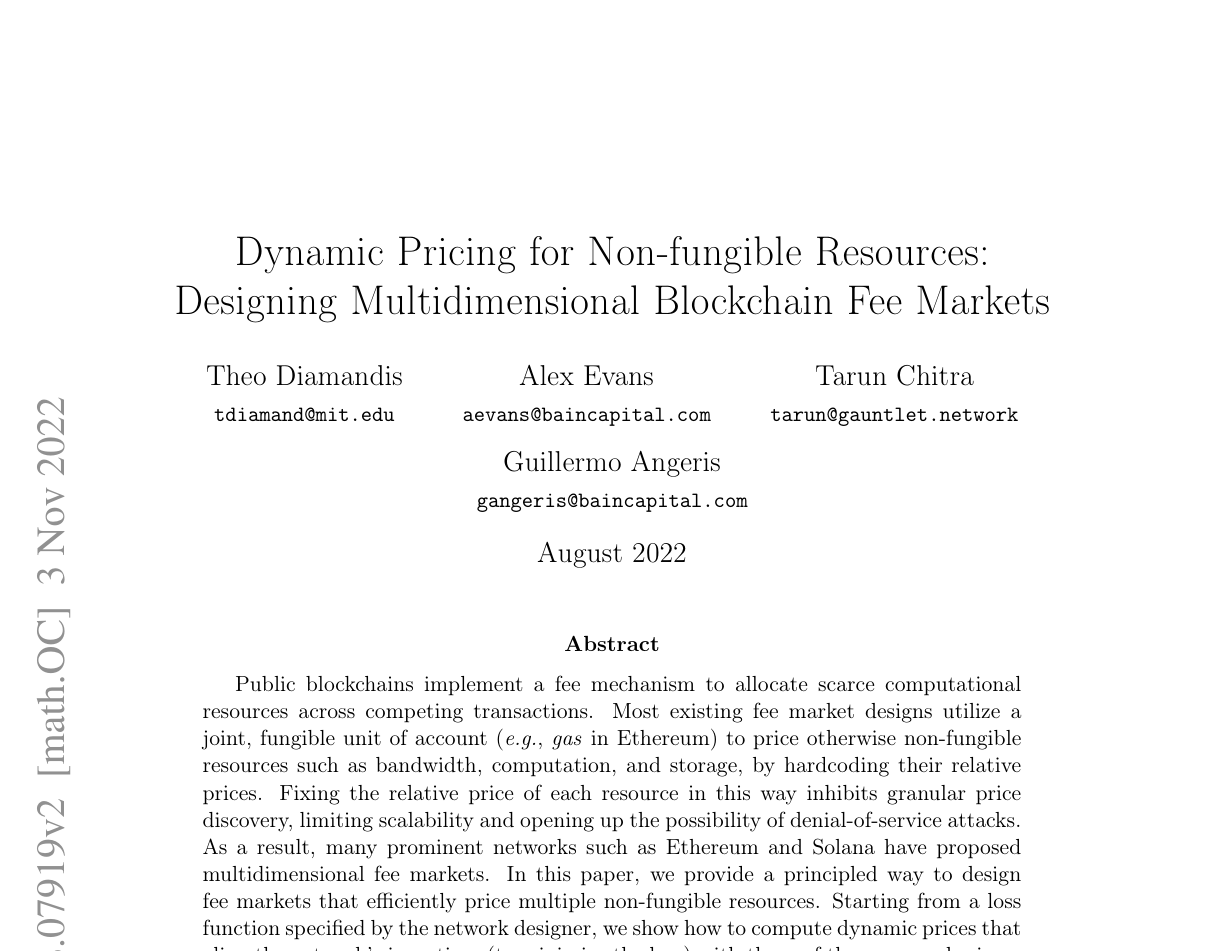 Dynamic Pricing for Non-fungible Resources:
Designing Multidimensional Blockchain Fee Markets
Theo Diamandis Alex Evans Tarun Chitra
tdiamand@mit.edu aevans@baincapital.com tarun@gauntlet.network
Guillermo Angeris
gangeris@baincapital.com
August 2022
Abstract
Public blockchains implement a fee mechanism to allocate scarce computational
resources across competing transactions. Most existing fee market designs utilize a
joint, fungible unit of account (e.g., gas in Ethereum) to price otherwise non-fungible
resources such as bandwidth, computation, and storage, by hardcoding their relative
prices. Fixing the relative price of each resource in this way inhibits granular price
discovery, limiting scalability and opening up the possibility of denial-of-service attacks.
As a result, many prominent networks such as Ethereum and Solana have proposed
multidimensional fee markets. In this paper, we provide a principled way to design
fee markets that efficiently price multiple non-fungible resources. Starting from a loss
function specified by the network designer, we show how to compute dynamic prices that
.07919v2 [math.OC] 3 Nov 2022